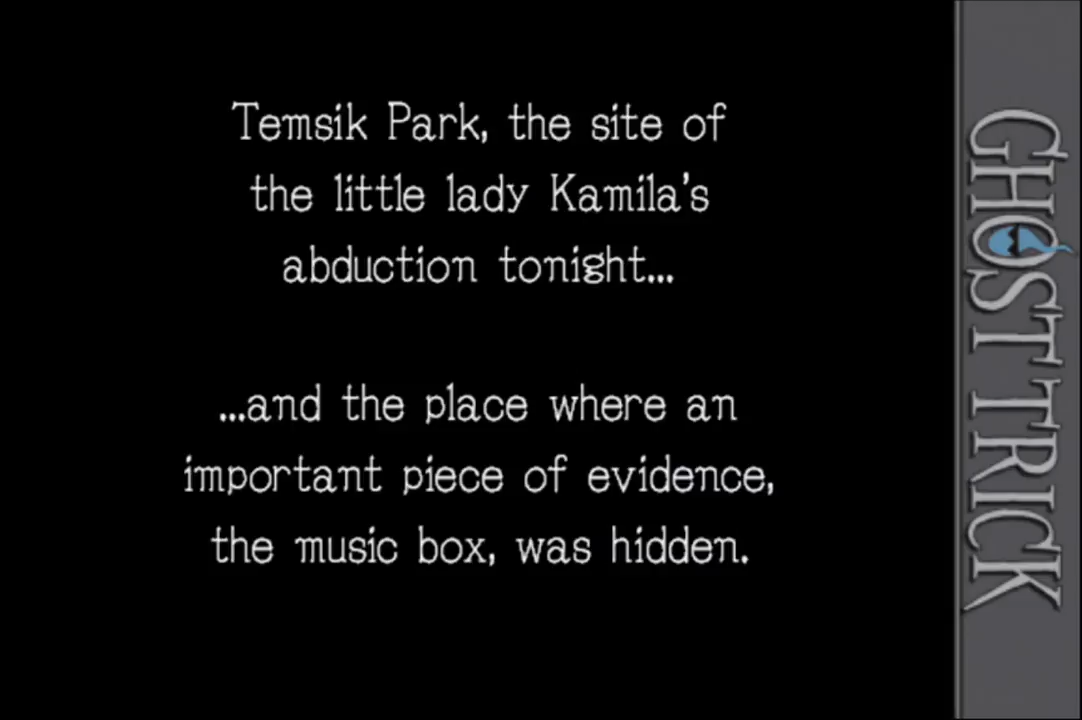 Temsik Park, the site of
the little lady Kamila's
abduction tonight...
...and the place where an
important piece of evidence,
the music box, was hidden.
GHOST TRICK